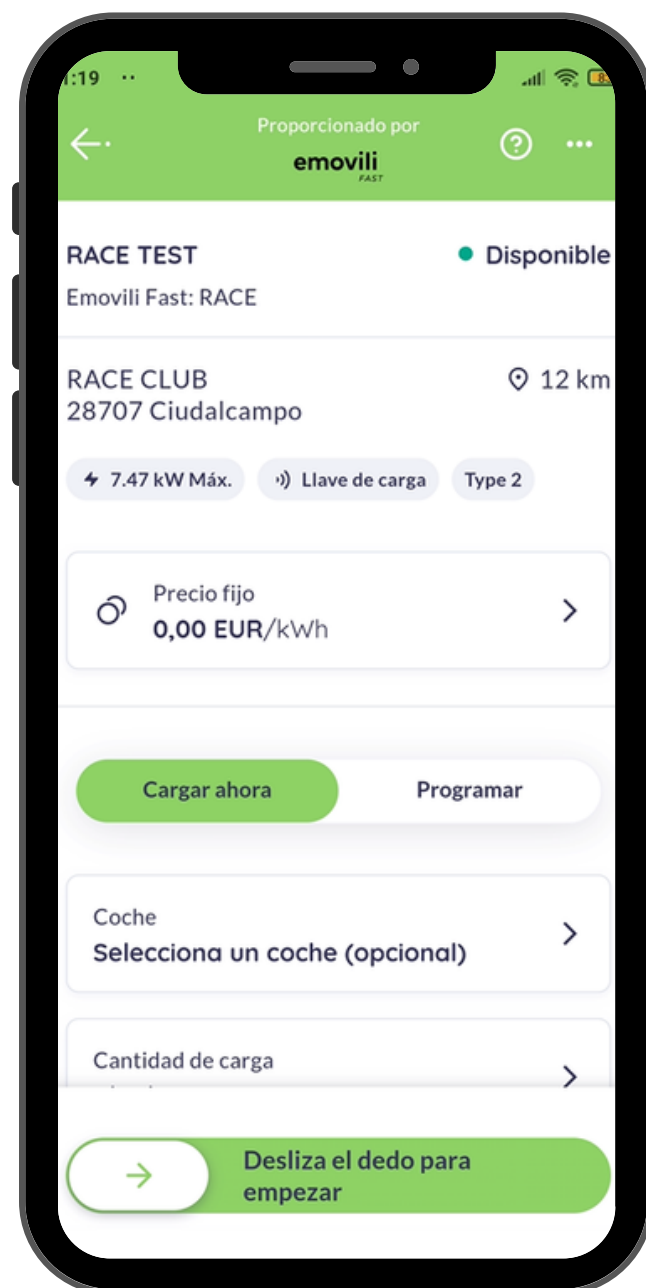 :19
Proporcionado por
emovili
FAST
RACE TEST
Disponible
Emovili Fast: RACE
RACE CLUB
12 km
28707 Ciudalcampo
7.47 kW Máx.
Llave de carga
Type 2
Precio fijo
0,00 EUR/kWh
Cargar ahora
Programar
Coche
Selecciona un coche (opcional)
Cantidad de carga
Desliza el dedo para
empezar